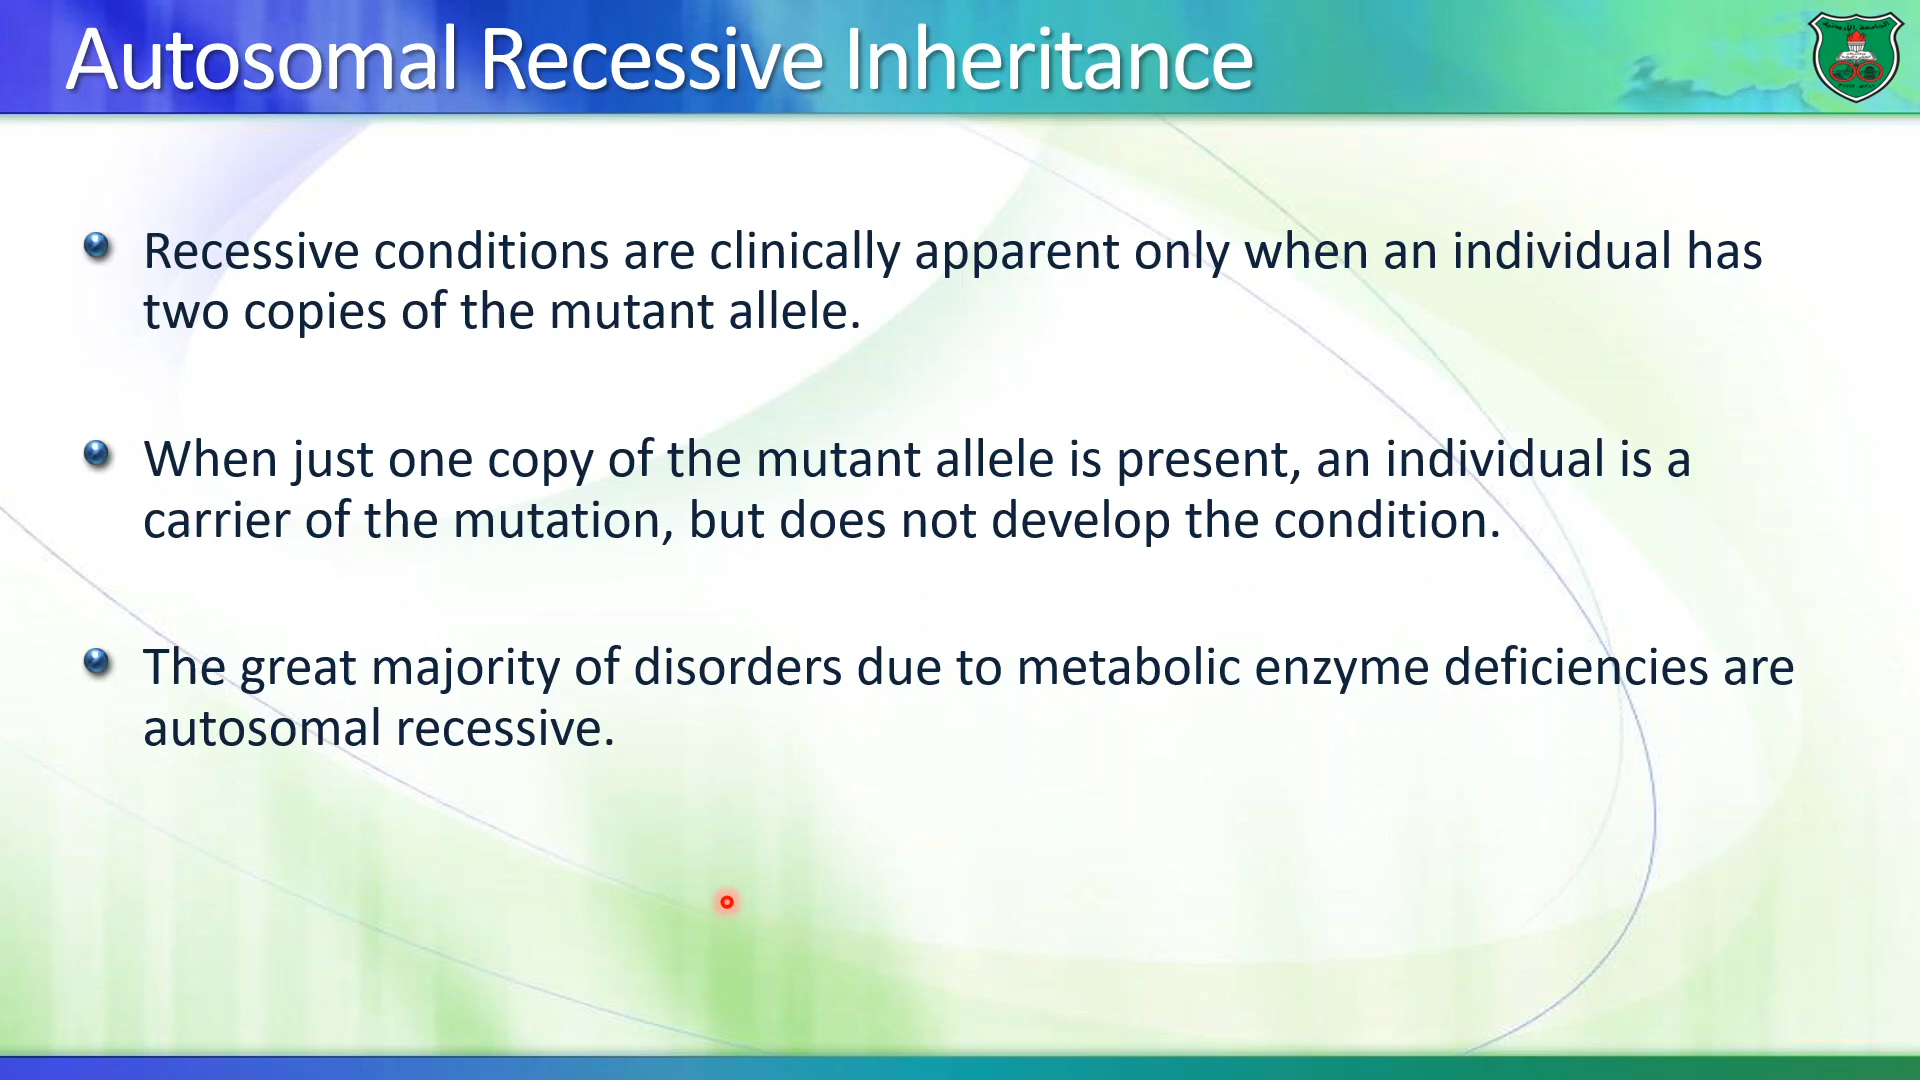 Autosomal Recessive Inheritance
Recessive conditions are clinically apparent only when an individual has
two copies of the mutant allele.
When just one copy of the mutant allele is present, an individual is a
carrier of the mutation, but does not develop the condition.
The great majority of disorders due to metabolic enzyme deficiencies are
autosomal recessive.